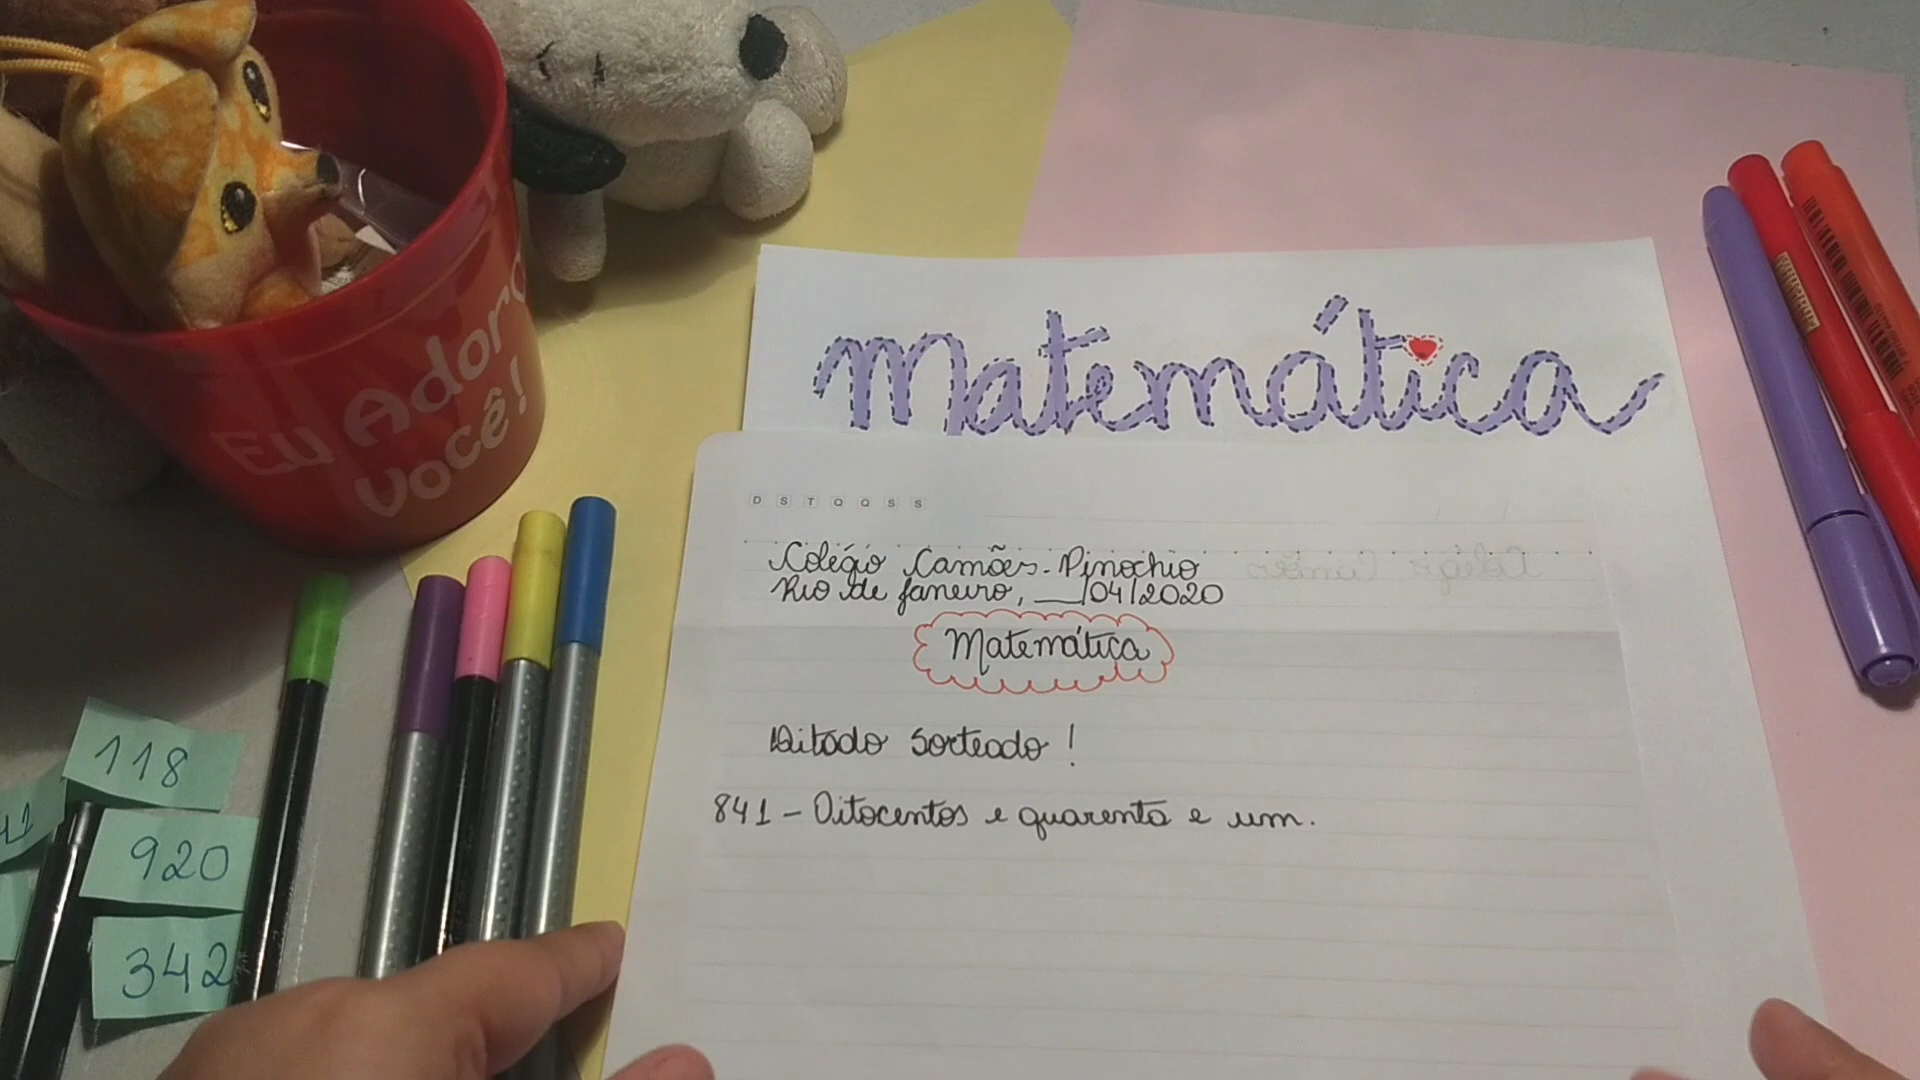 EU Adoro
Você!
Matemática
D S T Q Q S S
Colégio Camões-Pinochio
Rio de Janeiro, __/04/2020
Matemática
Ditado Sorteado!
841 - Oitocentos e quarenta e um.
118
41
920
342